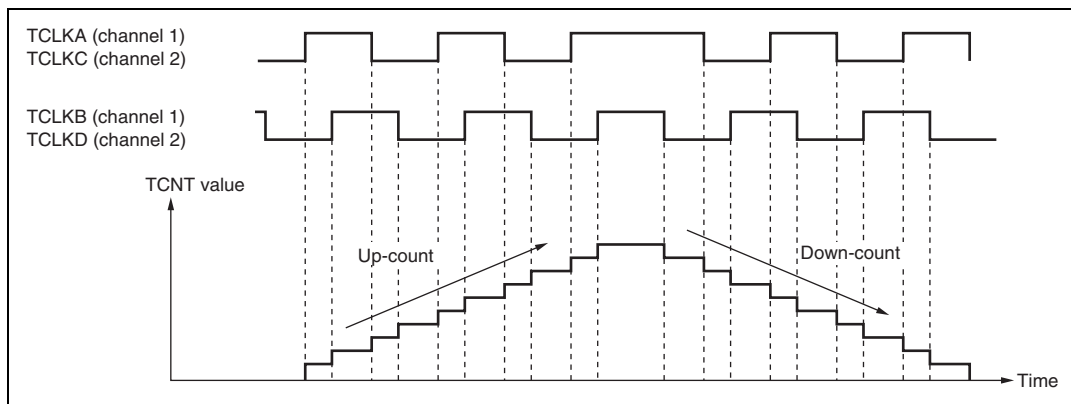 TCLKA (channel 1)
TCLKC (channel 2)
TCLKB (channel 1)
TCLKD (channel 2)
TCNT value
Up-count
Down-count
Time